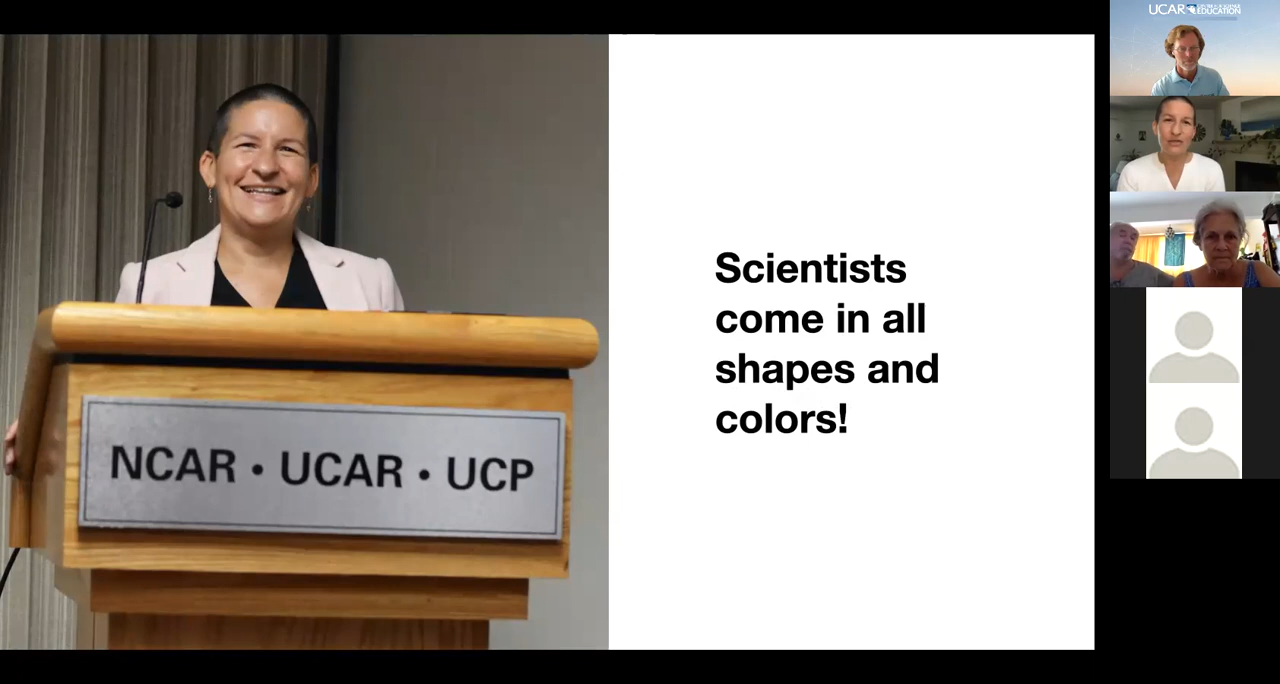 Scientists
come in all
shapes and
colors!
NCAR • UCAR • UCP
UCAR
EDUCATION